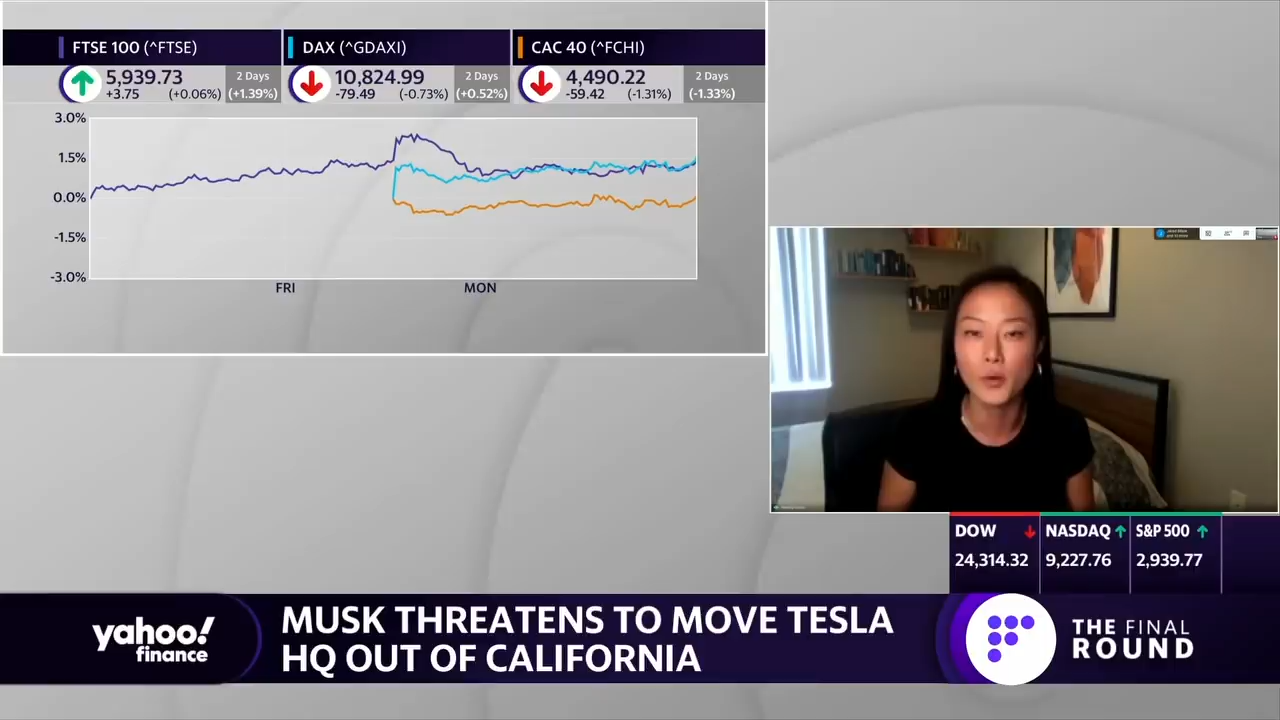 FTSE 100 (^FTSE)
5,939.73
+3.75 (+0.06%)
2 Days
(+1.39%)
DAX (^GDAXI)
10,824.99
-79.49 (-0.73%)
2 Days
(+0.52%)
CAC 40 (^FCHI)
4,490.22
-59.42 (-1.31%)
2 Days
(-1.33%)
3.0%
1.5%
0.0%
-1.5%
-3.0%
FRI MON
DOW
24,314.32
NASDAQ
9,227.76
S&P 500
2,939.77
yahoo!
finance
MUSK THREATENS TO MOVE TESLA
HQ OUT OF CALIFORNIA
THE FINAL
ROUND